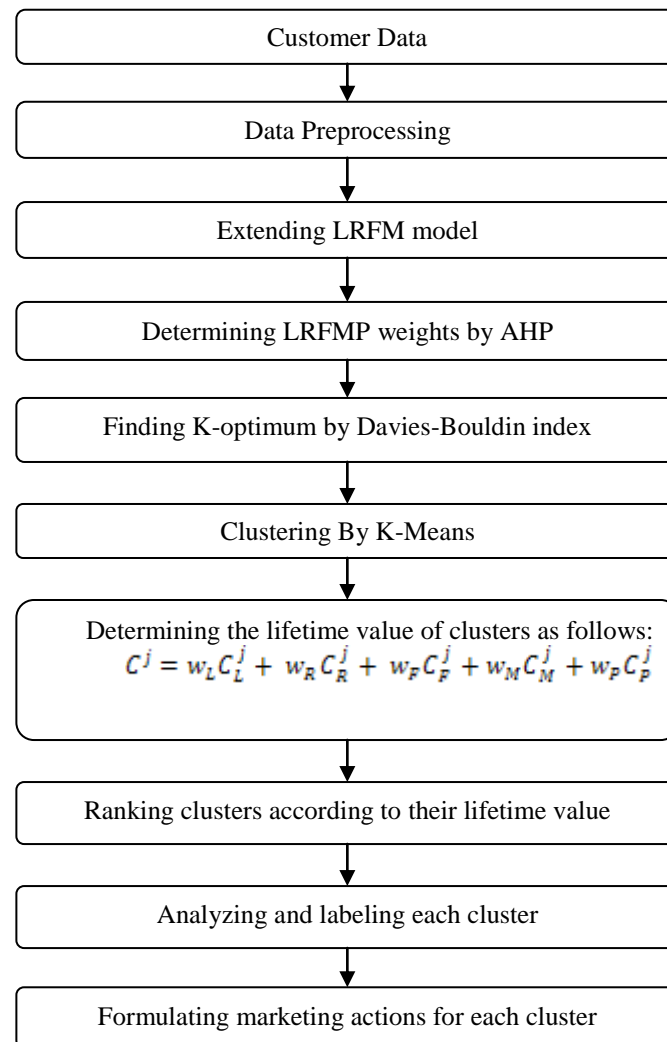 Customer Data
Data Preprocessing
Extending LRFM model
Determining LRFMP weights by AHP
Finding K-optimum by Davies-Bouldin index
Clustering By K-Means
Determining the lifetime value of clusters as follows:
C^j = w_L C_L^j + w_R C_R^j + w_F C_F^j + w_M C_M^j + w_P C_P^j
Ranking clusters according to their lifetime value
Analyzing and labeling each cluster
Formulating marketing actions for each cluster